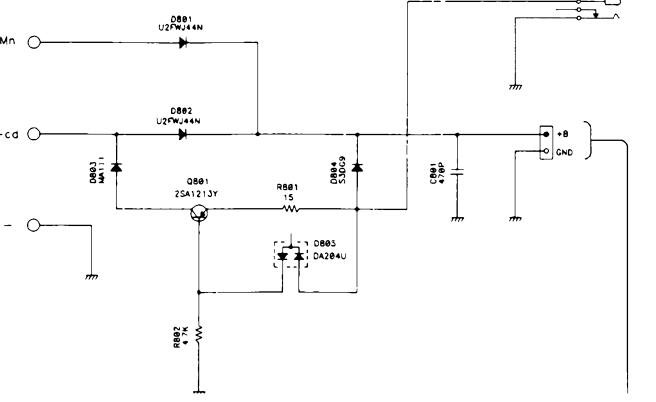 D801
U2FWJ44N
Mn
D802
U2FWJ44N
-cd
+B
GND
D803
MA111
D804
S3DG9
C801
470P
Q801
2SA1213Y
R801
15
-
D803
DA204U
R802
4.7K